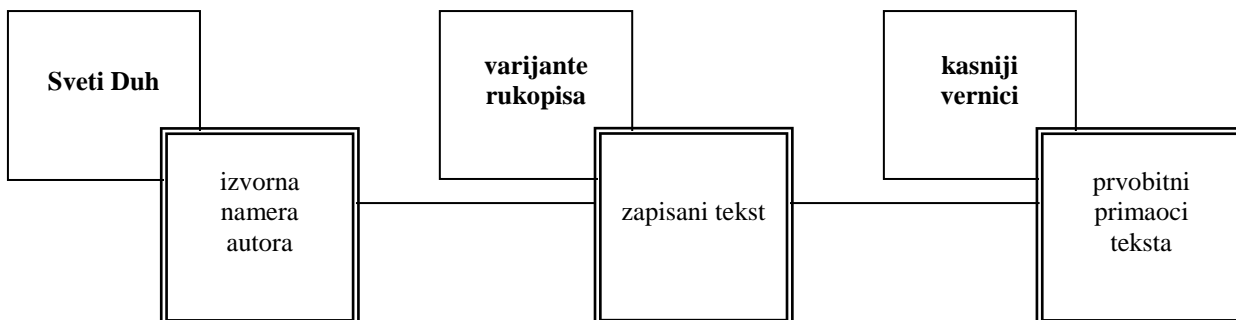 Sveti Duh
varijante
rukopisa
kasniji
vernici
izvorna
namera
autora
zapisani tekst
prvobitni
primaoci
teksta